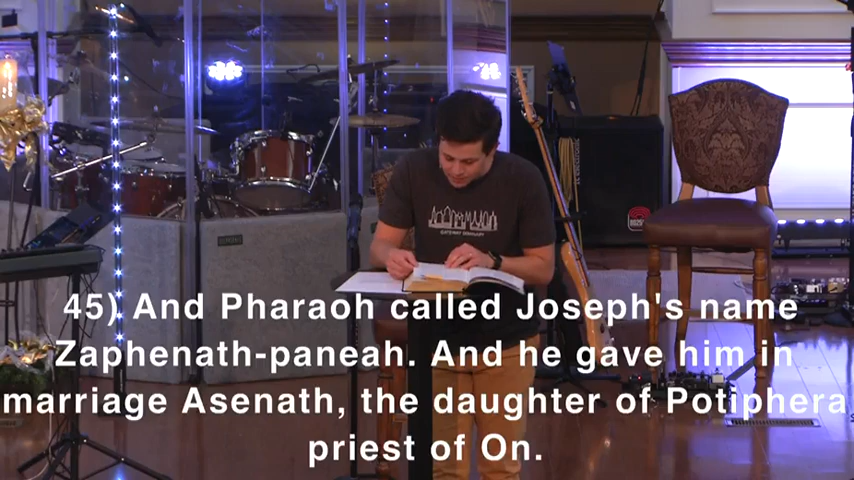 45) And Pharaoh called Joseph's name
Zaphenath-paneah. And he gave him in
marriage Asenath, the daughter of Potiphera
priest of On.